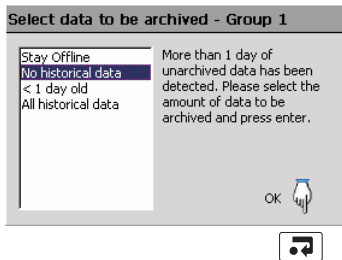 Select data to be archived - Group 1
Stay Offline
No historical data
< 1 day old
All historical data
More than 1 day of
unarchived data has been
detected. Please select the
amount of data to be
archived and press enter.
OK